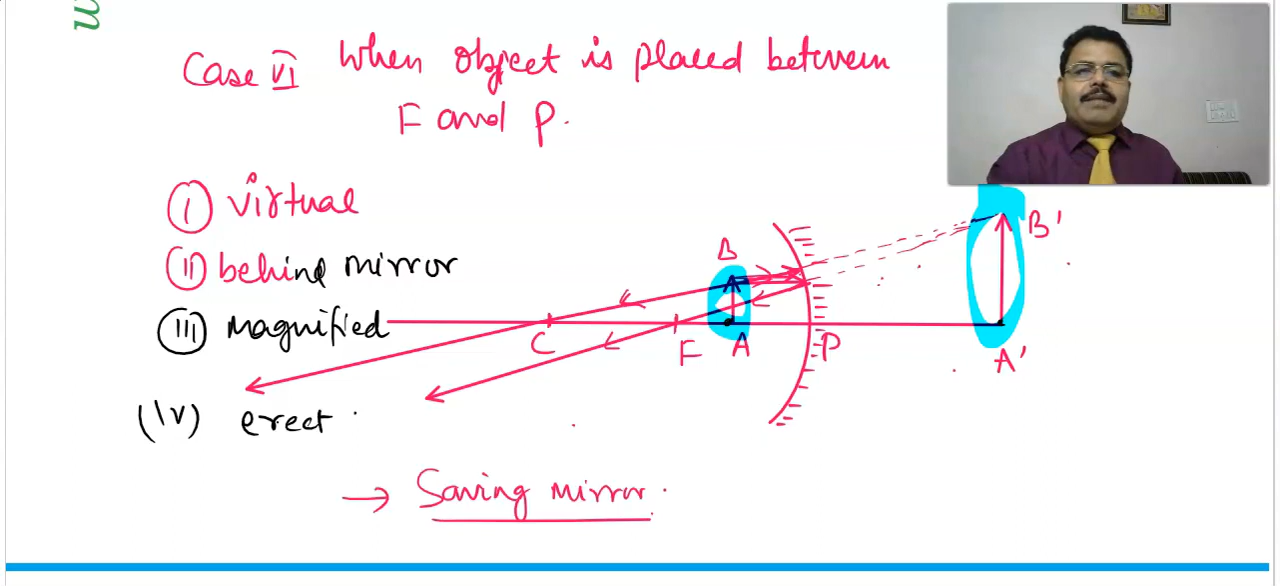 Case VI When object is placed between
F and P.
(I) virtual
(II) behind mirror
(III) Magnified
(IV) erect.
B
B'
C
F
A
P
A'
→ Saving mirror.